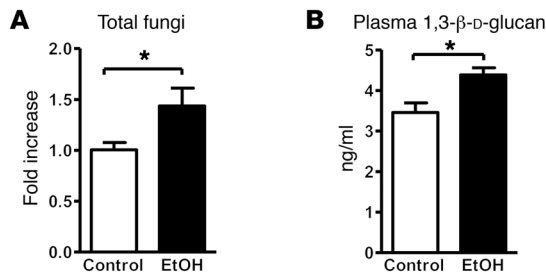 A
Total fungi
Fold increase
2.0
1.5
1.0
0.5
0.0
*
Control EtOH
B
Plasma 1,3-β-D-glucan
ng/ml
5
4
3
2
1
0
*
Control EtOH